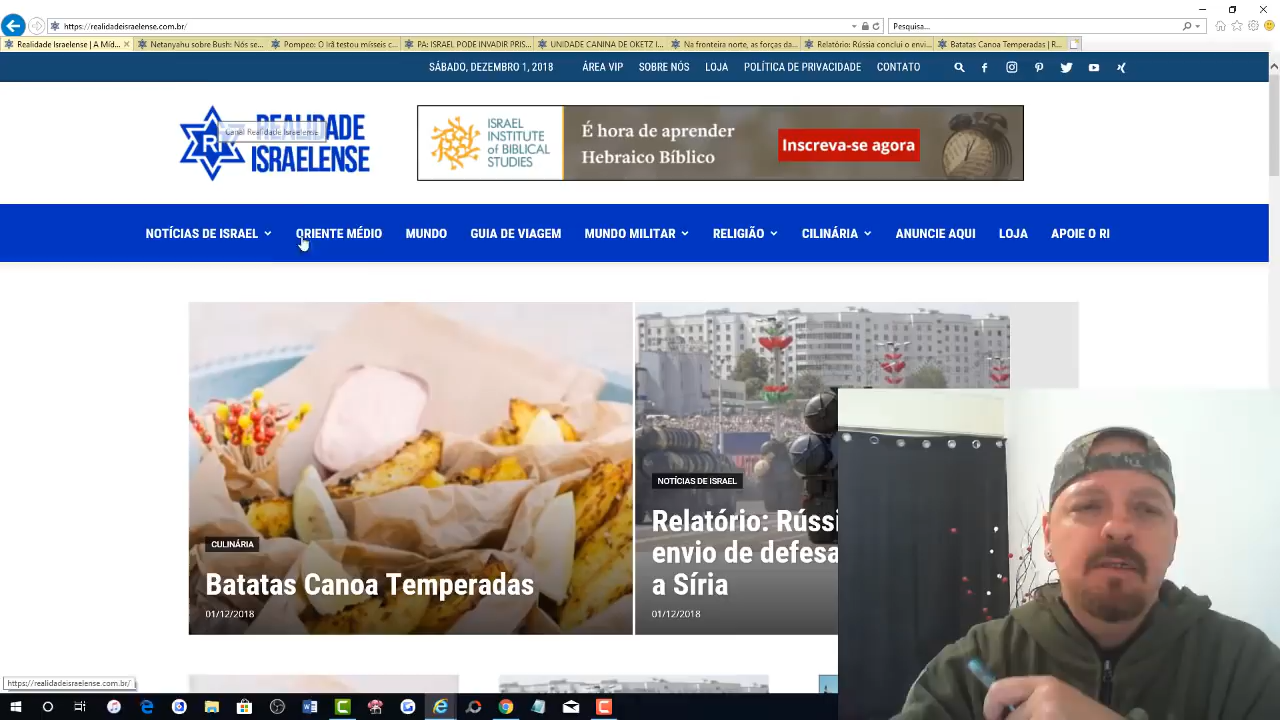 https://realidadeisraelense.com.br/
Pesquisa...
Realidade Israelense | A Míd...
Netanyahu sobre Bush: Nós se...
Pompeo: O Irã testou mísseis c...
PA: ISRAEL PODE INVADIR PRIS...
UNIDADE CANINA DE OKETZ I...
Na fronteira norte, as forças da...
Relatório: Rússia conclui o envi...
Batatas Canoa Temperadas | R...
SÁBADO, DEZEMBRO 1, 2018
ÁREA VIP
SOBRE NÓS
LOJA
POLÍTICA DE PRIVACIDADE
CONTATO
RI
REALIDADE
ISRAELENSE
Canal Realidade Israelense
ISRAEL
INSTITUTE
of BIBLICAL
STUDIES
É hora de aprender
Hebraico Bíblico
Inscreva-se agora
NOTÍCIAS DE ISRAEL
ORIENTE MÉDIO
MUNDO
GUIA DE VIAGEM
MUNDO MILITAR
RELIGIÃO
CILINÁRIA
ANUNCIE AQUI
LOJA
APOIE O RI
CULINÁRIA
Batatas Canoa Temperadas
01/12/2018
NOTÍCIAS DE ISRAEL
Relatório: Rússi
envio de defesa
a Síria
01/12/2018
https://realidadeisraelense.com.br/